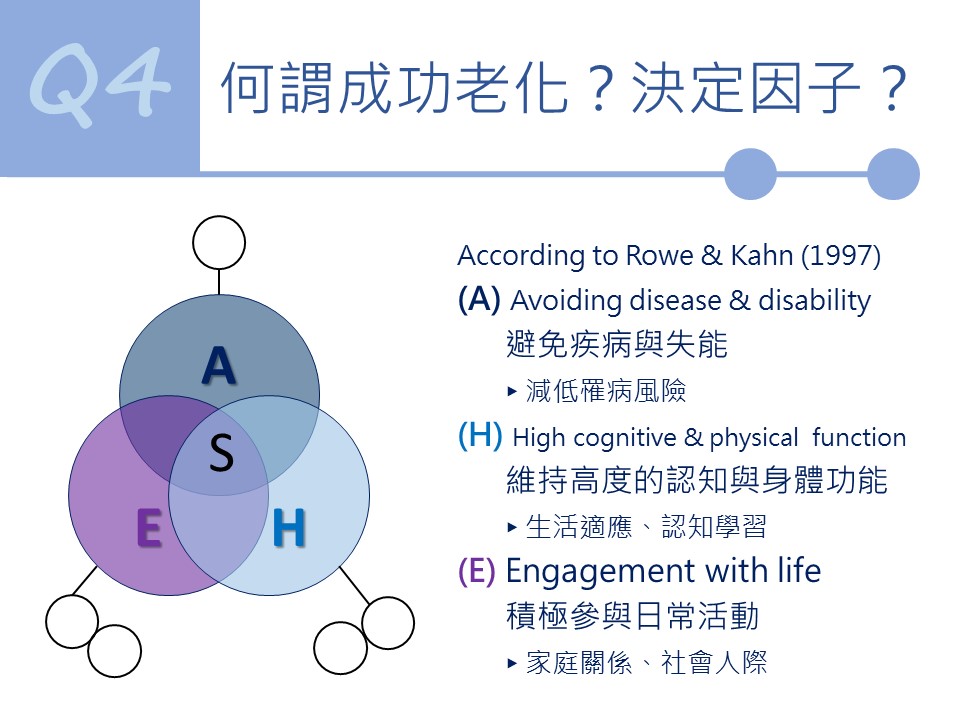 Q4
何謂成功老化？決定因子？
A
S
E
H
According to Rowe & Kahn (1997)
(A) Avoiding disease & disability
避免疾病與失能
▸ 減低罹病風險
(H) High cognitive & physical function
維持高度的認知與身體功能
▸ 生活適應、認知學習
(E) Engagement with life
積極參與日常活動
▸ 家庭關係、社會人際